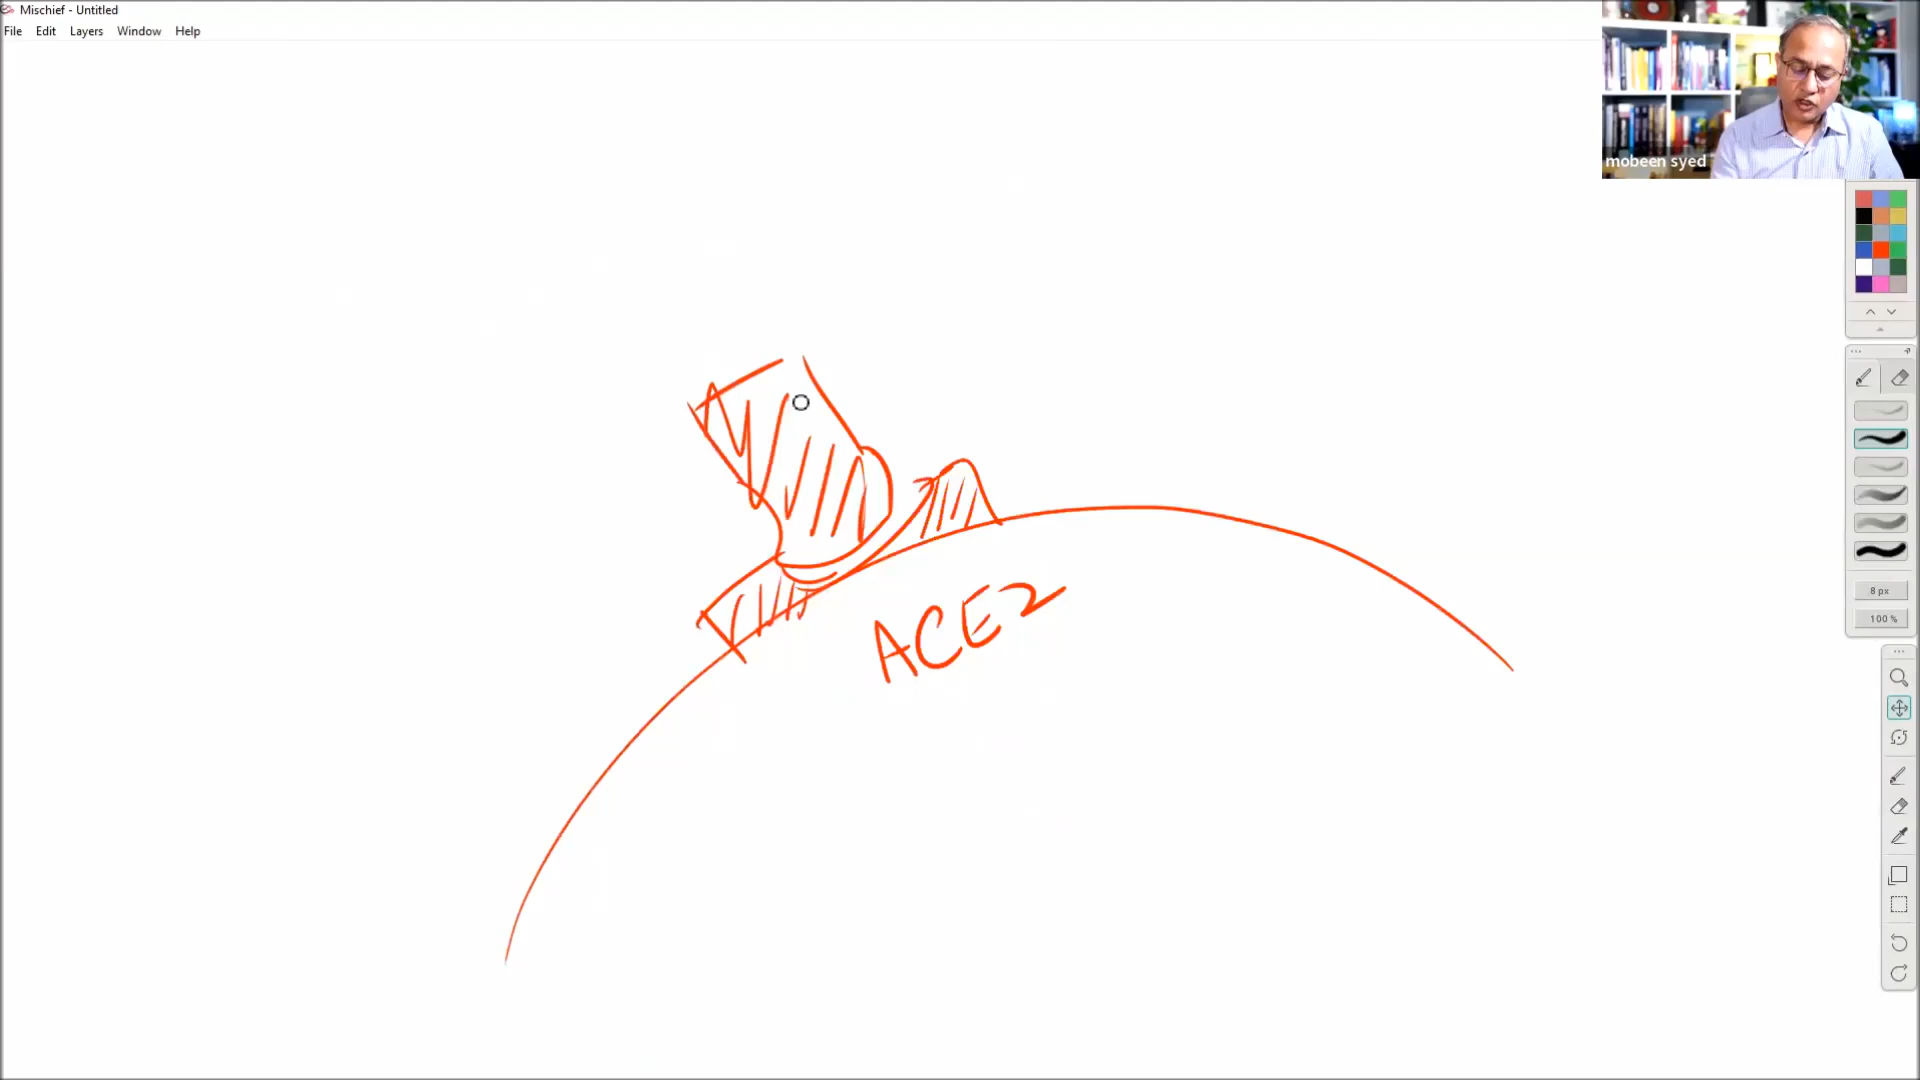 Mischief - Untitled
File Edit Layers Window Help
mobeen syed
ACE2
8 px
100 %